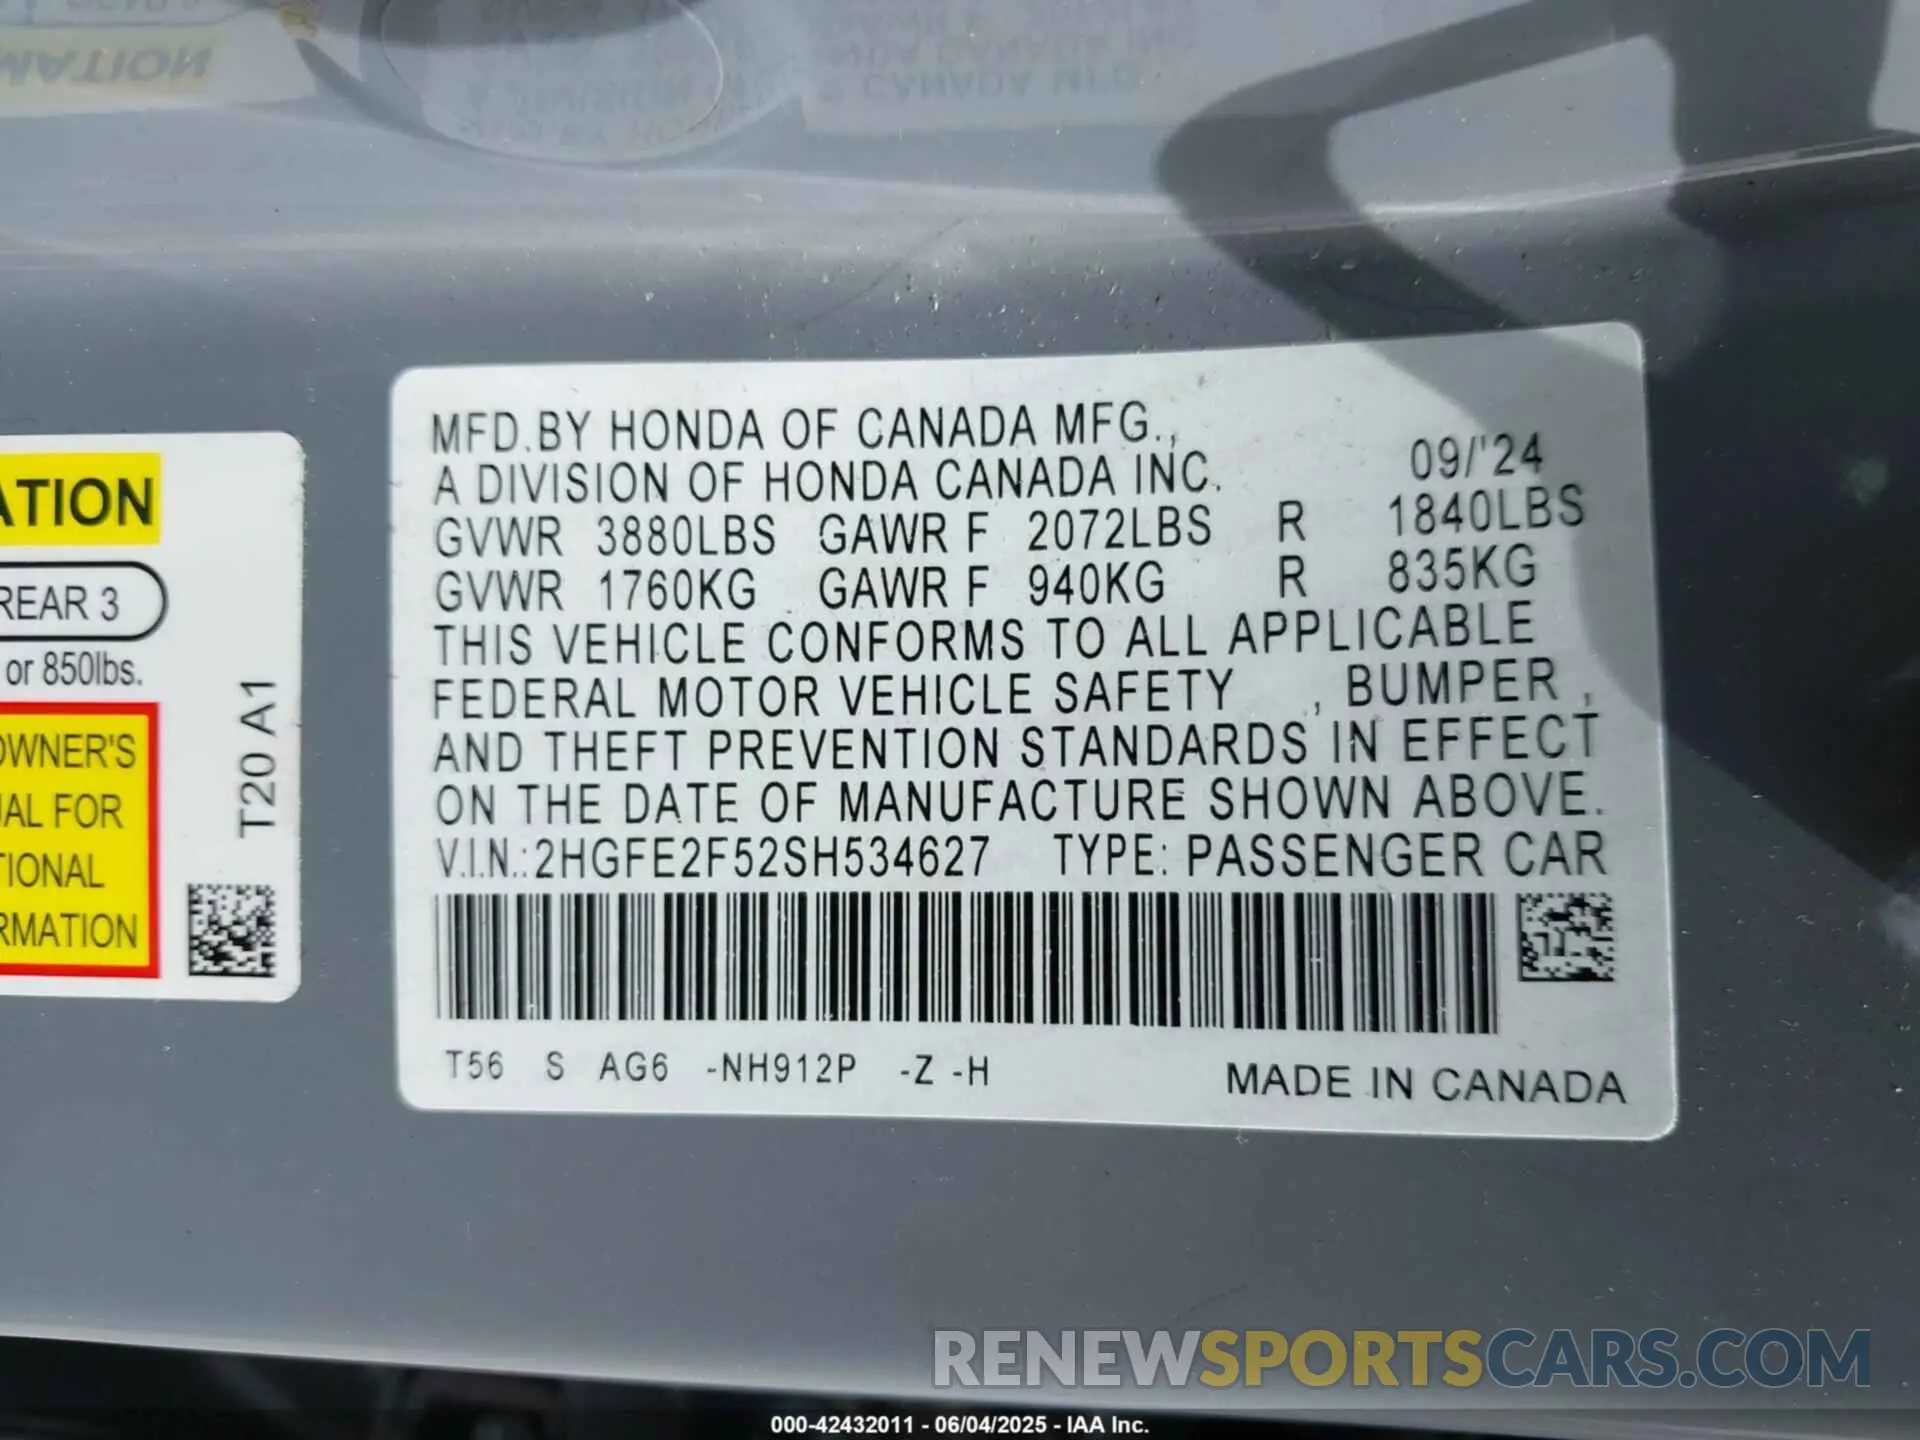 MFD.BY HONDA OF CANADA MFG.,
A DIVISION OF HONDA CANADA INC. 09/'24
GVWR 3880LBS GAWR F 2072LBS R 1840LBS
GVWR 1760KG GAWR F 940KG R 835KG
THIS VEHICLE CONFORMS TO ALL APPLICABLE
FEDERAL MOTOR VEHICLE SAFETY , BUMPER ,
AND THEFT PREVENTION STANDARDS IN EFFECT
ON THE DATE OF MANUFACTURE SHOWN ABOVE.
V.I.N.: 2HGFE2F52SH534627 TYPE: PASSENGER CAR
T56 S AG6 -NH912P -Z -H
MADE IN CANADA
ATION
REAR 3
or 850lbs.
OWNER'S
UAL FOR
TIONAL
RMATION
T20 A1
RENEWSPORTSCARS.COM
000-42432011 - 06/04/2025 - IAA Inc.